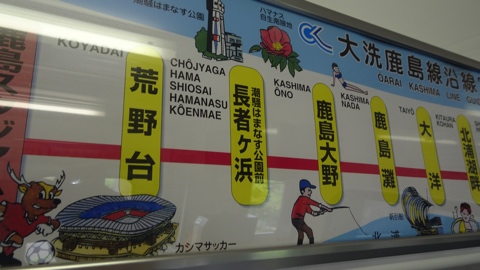 潮騒はまなす公園
ハマナス
自生南限地
大洗鹿島線沿線
OARAI KASHIMA LINE
KOYADAI
荒野台
CHŌJYAGA
HAMA
SHIOSAI
HAMANASU
KŌENMAE
潮騒はまなす公園前
長者ヶ浜
KASHIMA
ŌNO
鹿島大野
KASHIMA
NADA
鹿島灘
TAIYŌ
大洋
KITAURA
KOHAN
北浦湖畔
カシマサッカー
北浦